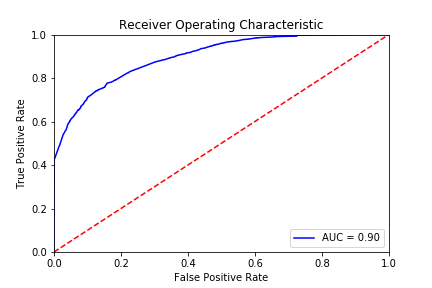 Receiver Operating Characteristic
1.0
0.8
0.6
0.4
0.2
0.0
True Positive Rate
AUC = 0.90
0.0 0.2 0.4 0.6 0.8 1.0
False Positive Rate